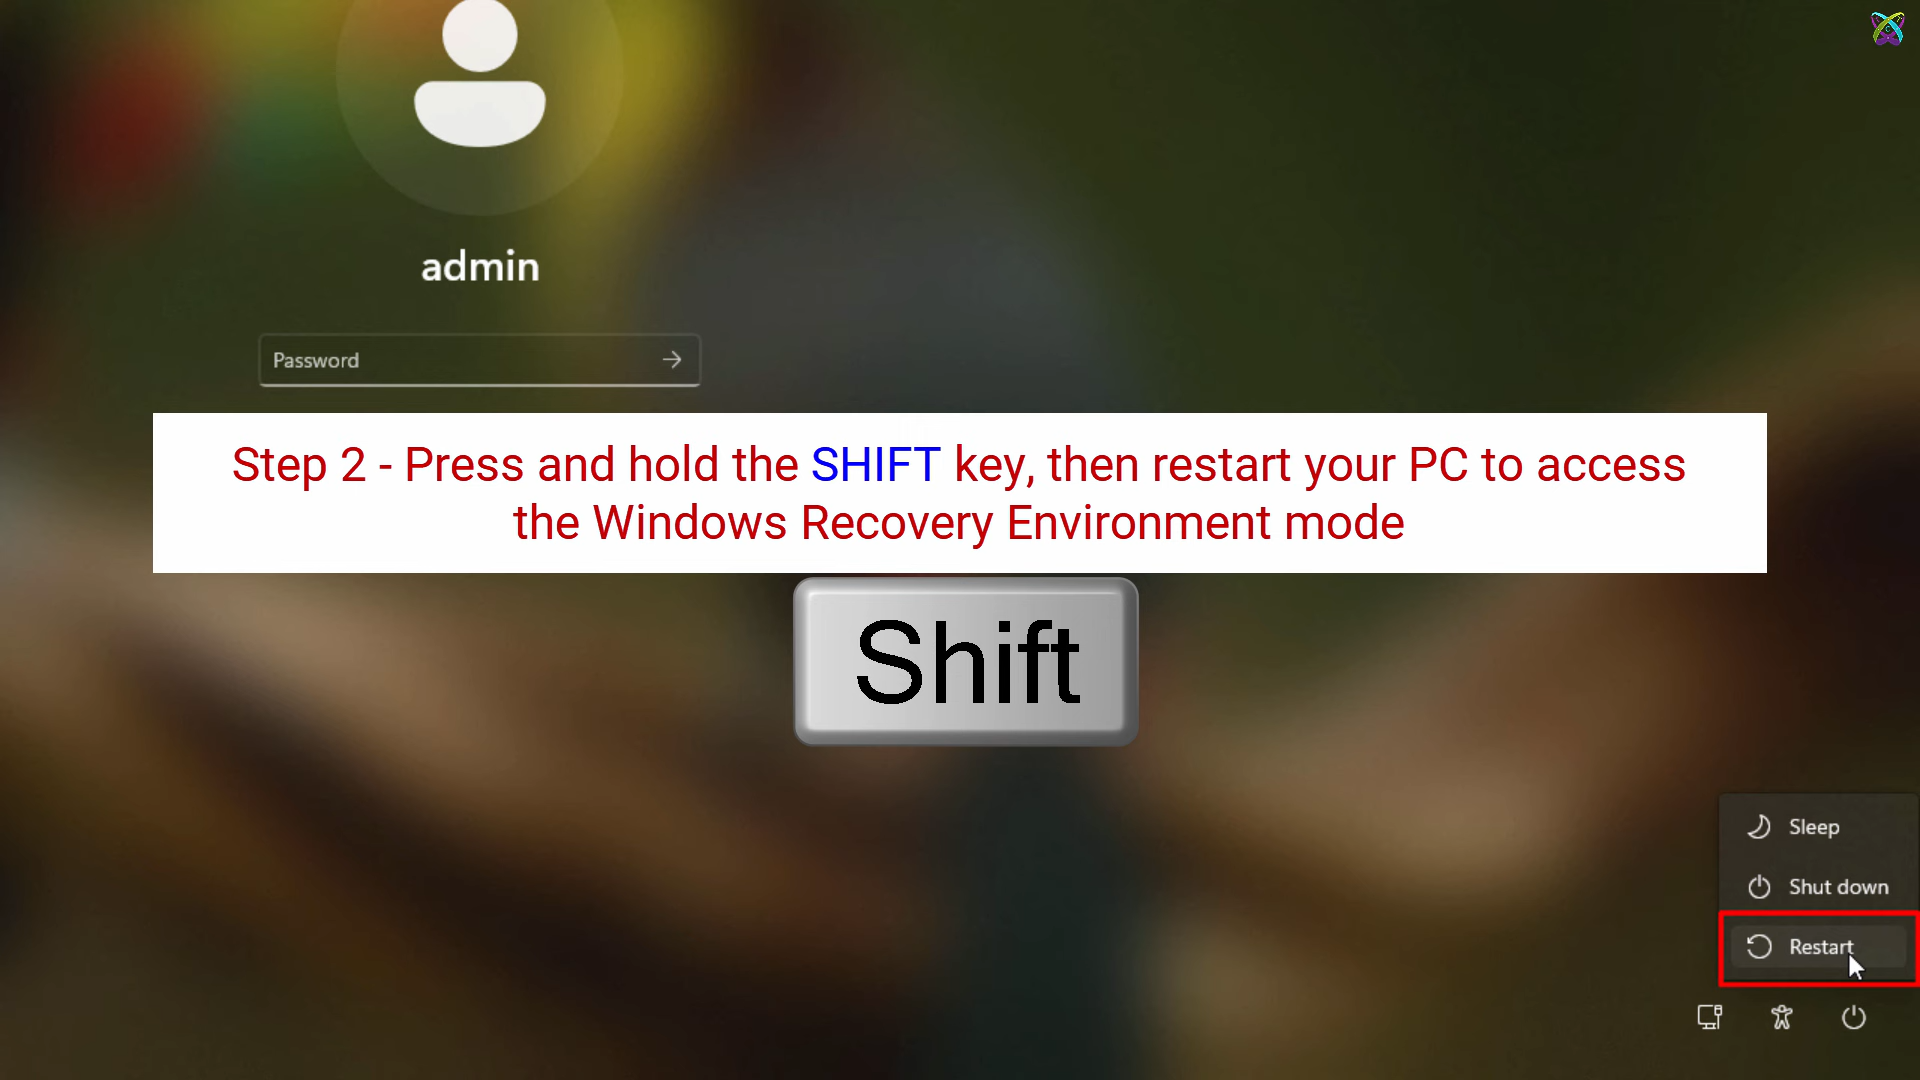 admin
Password
Step 2 - Press and hold the SHIFT key, then restart your PC to access
the Windows Recovery Environment mode
Shift
Sleep
Shut down
Restart